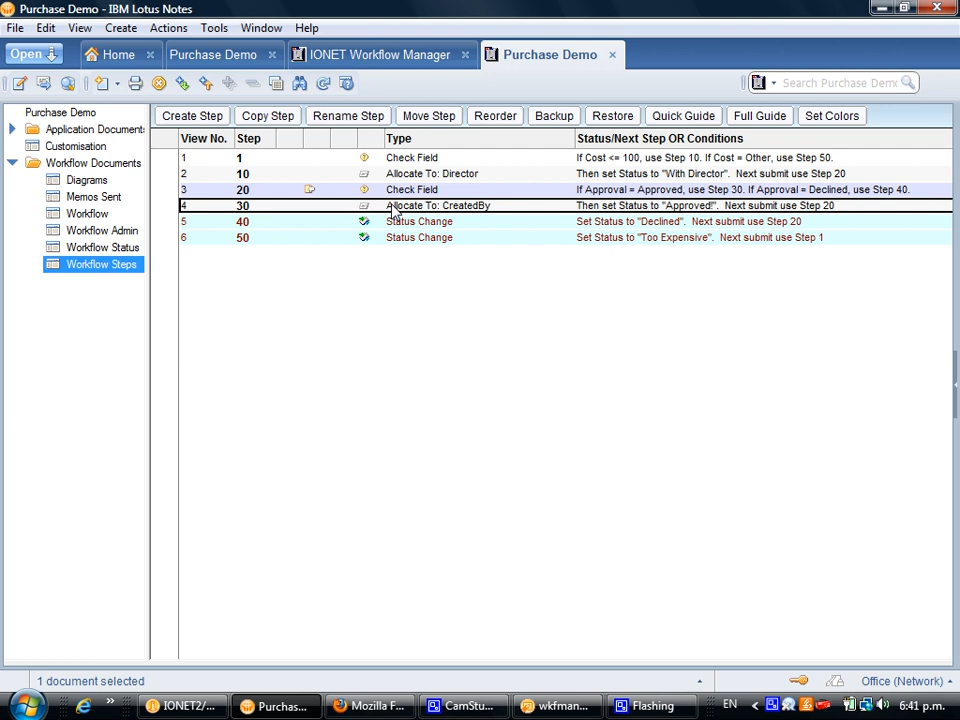 Purchase Demo - IBM Lotus Notes
File Edit View Create Actions Tools Window Help
Open Home Purchase Demo IONET Workflow Manager Purchase Demo
Search Purchase Demo
Purchase Demo
Application Documents
Customisation
Workflow Documents
Diagrams
Memos Sent
Workflow
Workflow Admin
Workflow Status
Workflow Steps
Create Step Copy Step Rename Step Move Step Reorder Backup Restore Quick Guide Full Guide Set Colors
View No. Step Type Status/Next Step OR Conditions
1 1 Check Field If Cost <= 100, use Step 10. If Cost = Other, use Step 50.
2 10 Allocate To: Director Then set Status to "With Director". Next submit use Step 20
3 20 Check Field If Approval = Approved, use Step 30. If Approval = Declined, use Step 40.
4 30 Allocate To: CreatedBy Then set Status to "Approved!". Next submit use Step 20
5 40 Status Change Set Status to "Declined". Next submit use Step 20
6 50 Status Change Set Status to "Too Expensive". Next submit use Step 1
1 document selected
Office (Network)
IONET2/... Purchas... Mozilla F... CamStu... wkfman... Flashing EN 6:41 p.m.